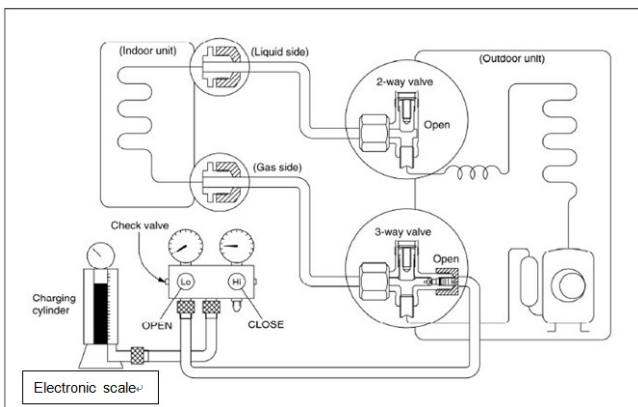 (Indoor unit)
(Liquid side)
2-way valve
(Outdoor unit)
Open
(Gas side)
3-way valve
Open
Check valve
Lo
Hi
Charging
cylinder
OPEN
CLOSE
Electronic scale